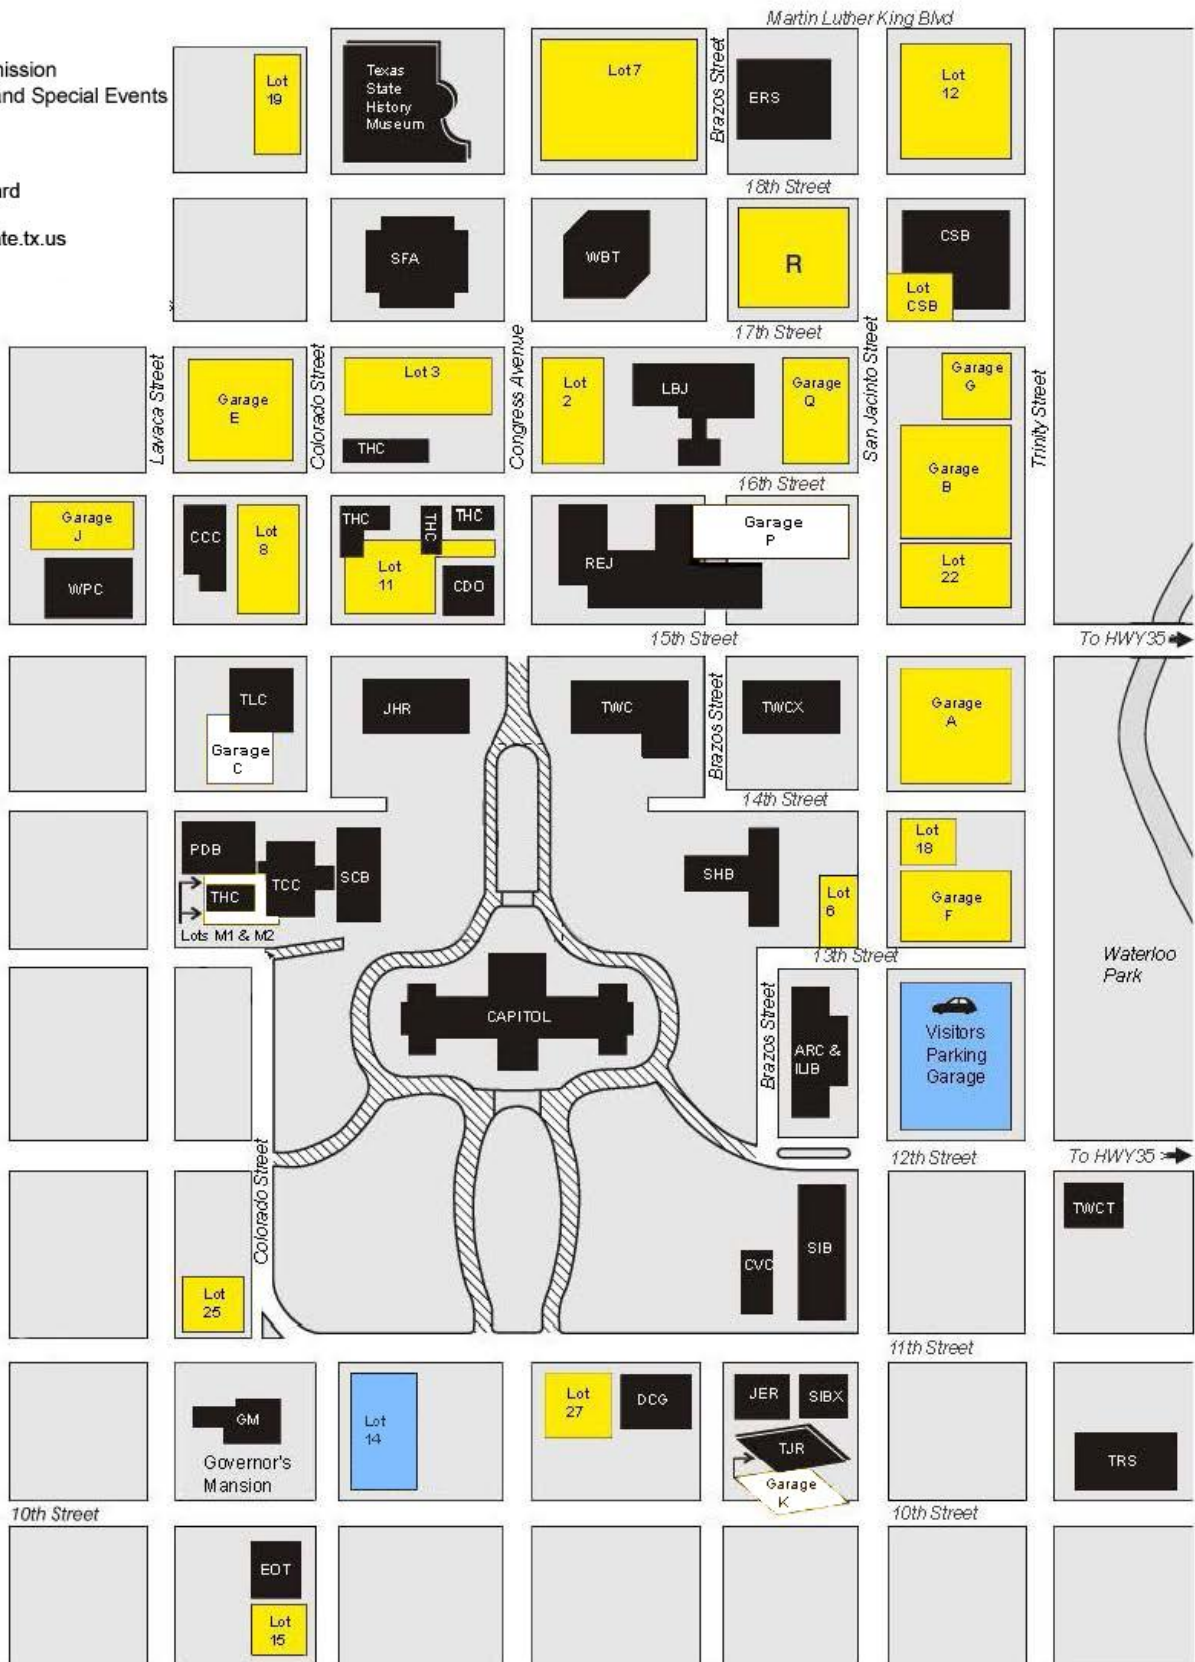 Martin Luther King Blvd
nission
and Special Events
ard
ate.tx.us
Lot
19
Texas
State
History
Museum
Lot 7
Brazos Street
ERS
Lot
12
18th Street
SFA
WBT
R
CSB
Lot
CSB
17th Street
Lavaca Street
Garage
E
Colorado Street
Lot 3
THC
Congress Avenue
Lot
2
LBJ
Garage
Q
San Jacinto Street
Garage
G
Garage
B
Trinity Street
16th Street
Garage
J
WPC
CCC
Lot
8
THC
THC
THC
Lot
11
CDO
REJ
Garage
P
Lot
22
15th Street
To HWY35
TLC
Garage
C
JHR
TWC
Brazos Street
TWCX
Garage
A
14th Street
PDB
THC
TCC
SCB
Lots M1 & M2
SHB
Lot
6
Lot
18
Garage
F
13th Street
Waterloo
Park
CAPITOL
Brazos Street
ARC &
LIB
Visitors
Parking
Garage
12th Street
To HWY35
Colorado Street
Lot
25
CVC
SIB
TWCT
11th Street
GM
Governor's
Mansion
Lot
14
Lot
27
DCG
JER
SIBX
TJR
Garage
K
TRS
10th Street
10th Street
EOT
Lot
15